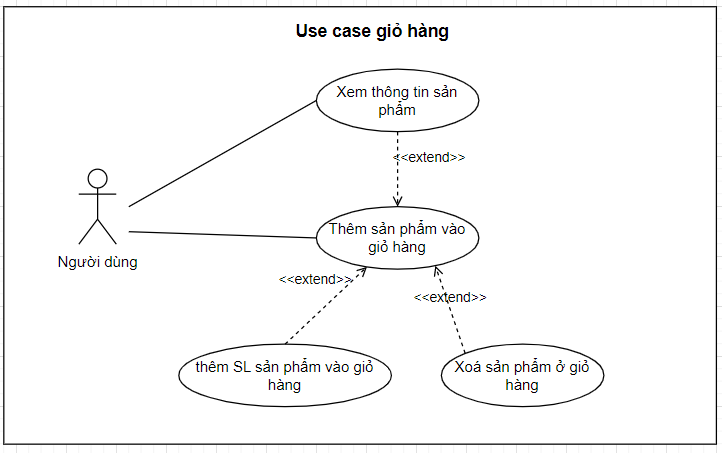 Use case giỏ hàng
Xem thông tin sản
phẩm
<<extend>>
Thêm sản phẩm vào
giỏ hàng
Người dùng
<<extend>>
<<extend>>
thêm SL sản phẩm vào giỏ
hàng
Xoá sản phẩm ở giỏ
hàng